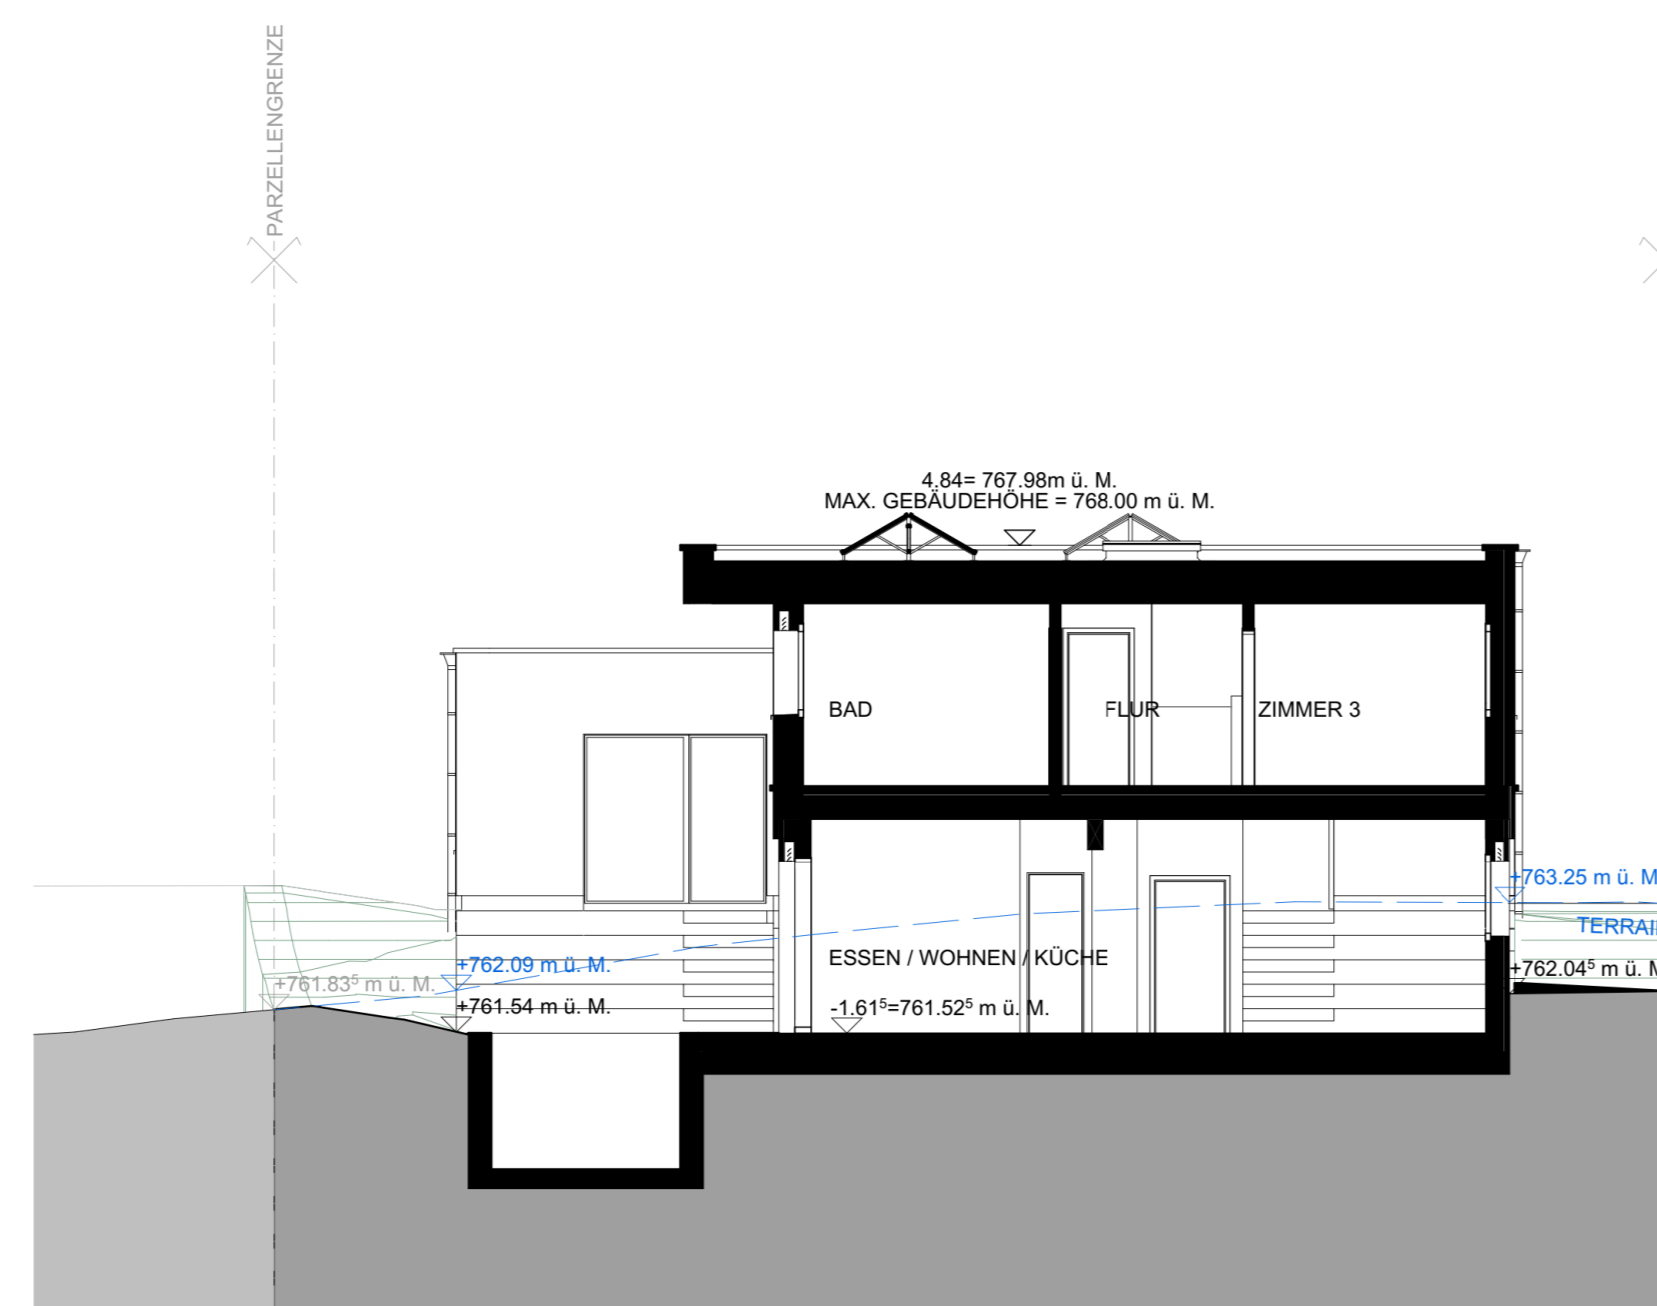 PARZELLENGRENZE
4.84= 767.98m ü. M.
MAX. GEBÄUDEHÖHE = 768.00 m ü. M.
BAD
FLUR
ZIMMER 3
+763.25 m ü. M
TERRAI
+762.09 m ü. M.
ESSEN / WOHNEN / KÜCHE
+762.04⁵ m ü. M
+761.83⁵ m ü. M.
+761.54 m ü. M.
-1.61⁵=761.52⁵ m ü. M.